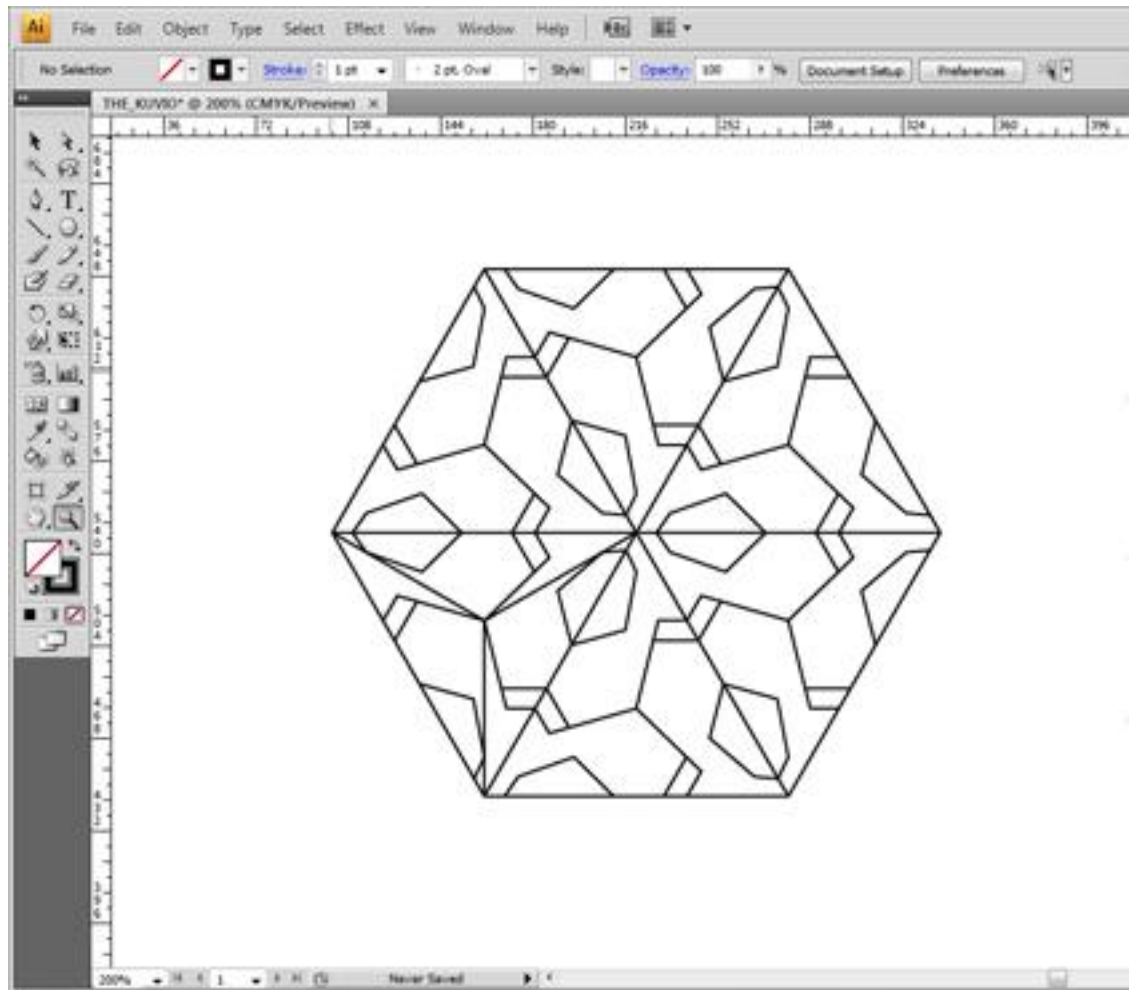 Ai File Edit Object Type Select Effect View Window Help Br
No Selection Stroke: 1 pt 2 pt. Oval Style: Opacity: 100 % Document Setup Preferences
THE_KUVIO* @ 200% (CMYK/Preview) ×
36 72 108 144 180 216 252 288 324 360 396
T
200% 1 Never Saved